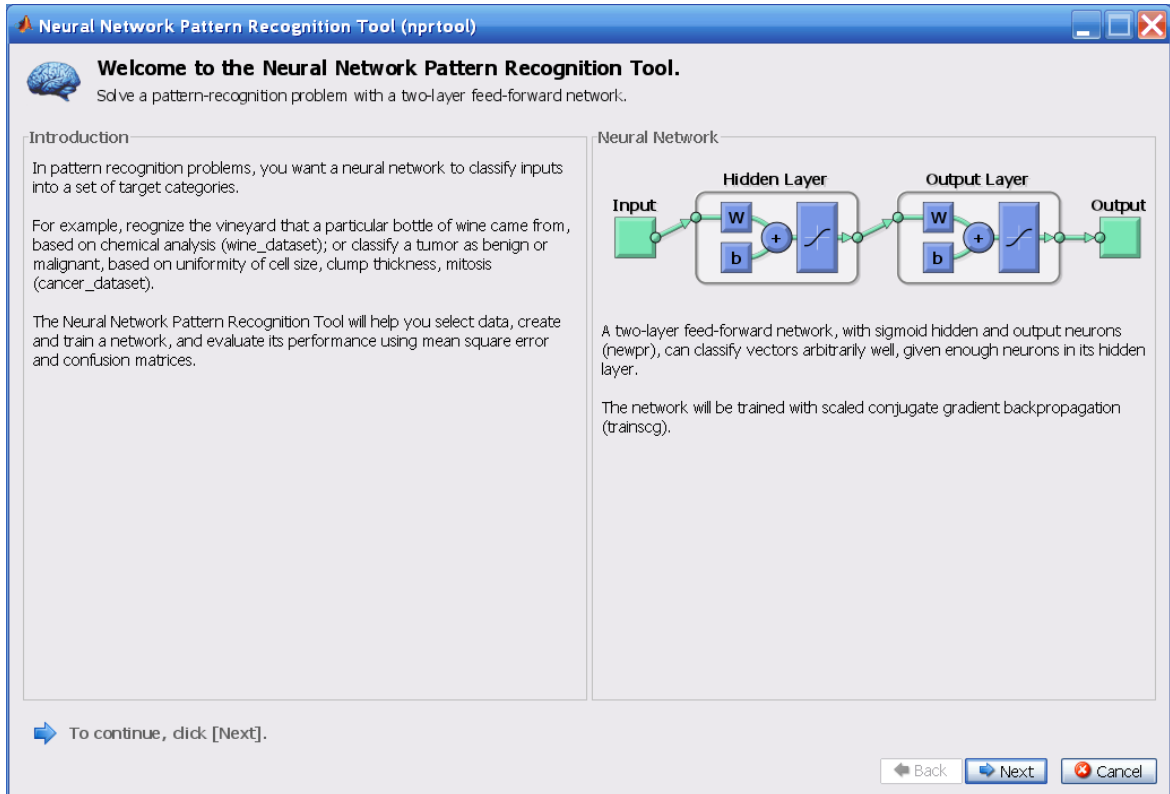 Neural Network Pattern Recognition Tool (nprtool)
Welcome to the Neural Network Pattern Recognition Tool.
Solve a pattern-recognition problem with a two-layer feed-forward network.
Introduction
In pattern recognition problems, you want a neural network to classify inputs
into a set of target categories.
For example, reognize the vineyard that a particular bottle of wine came from,
based on chemical analysis (wine_dataset); or classify a tumor as benign or
malignant, based on uniformity of cell size, clump thickness, mitosis
(cancer_dataset).
The Neural Network Pattern Recognition Tool will help you select data, create
and train a network, and evaluate its performance using mean square error
and confusion matrices.
Neural Network
Hidden Layer
Output Layer
Input
Output
W
b
+
W
b
+
A two-layer feed-forward network, with sigmoid hidden and output neurons
(newpr), can classify vectors arbitrarily well, given enough neurons in its hidden
layer.
The network will be trained with scaled conjugate gradient backpropagation
(trainscg).
To continue, click [Next].
Back
Next
Cancel